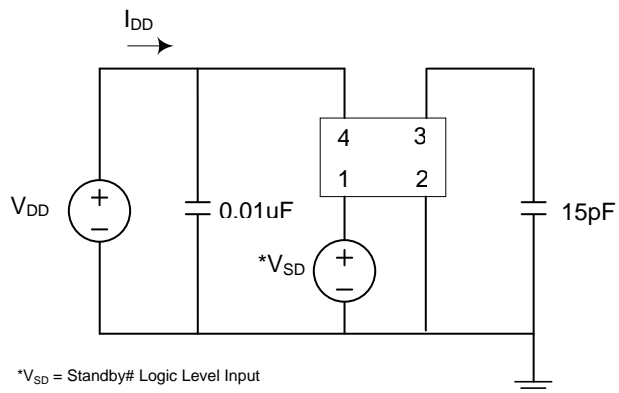 I_DD
4 3
1 2
V_DD
+
−
0.01uF
*V_SD
+
−
15pF
*V_SD = Standby# Logic Level Input